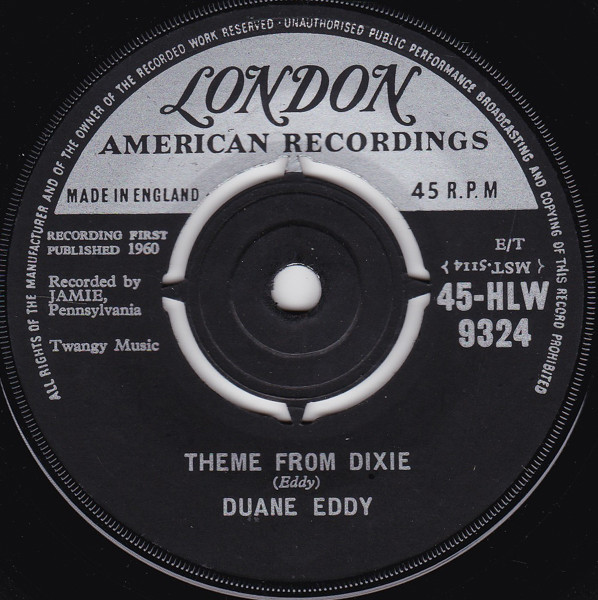 ALL RIGHTS OF THE MANUFACTURER AND OF THE OWNER OF THE RECORDED WORK RESERVED · UNAUTHORISED PUBLIC PERFORMANCE BROADCASTING AND COPYING OF THIS RECORD PROHIBITED
LONDON
AMERICAN RECORDINGS
MADE IN ENGLAND
45 R.P.M
RECORDING FIRST
PUBLISHED 1960
Recorded by
JAMIE,
Pennsylvania
Twangy Music
E/T
{ MST·5114 }
45-HLW
9324
THEME FROM DIXIE
(Eddy)
DUANE EDDY